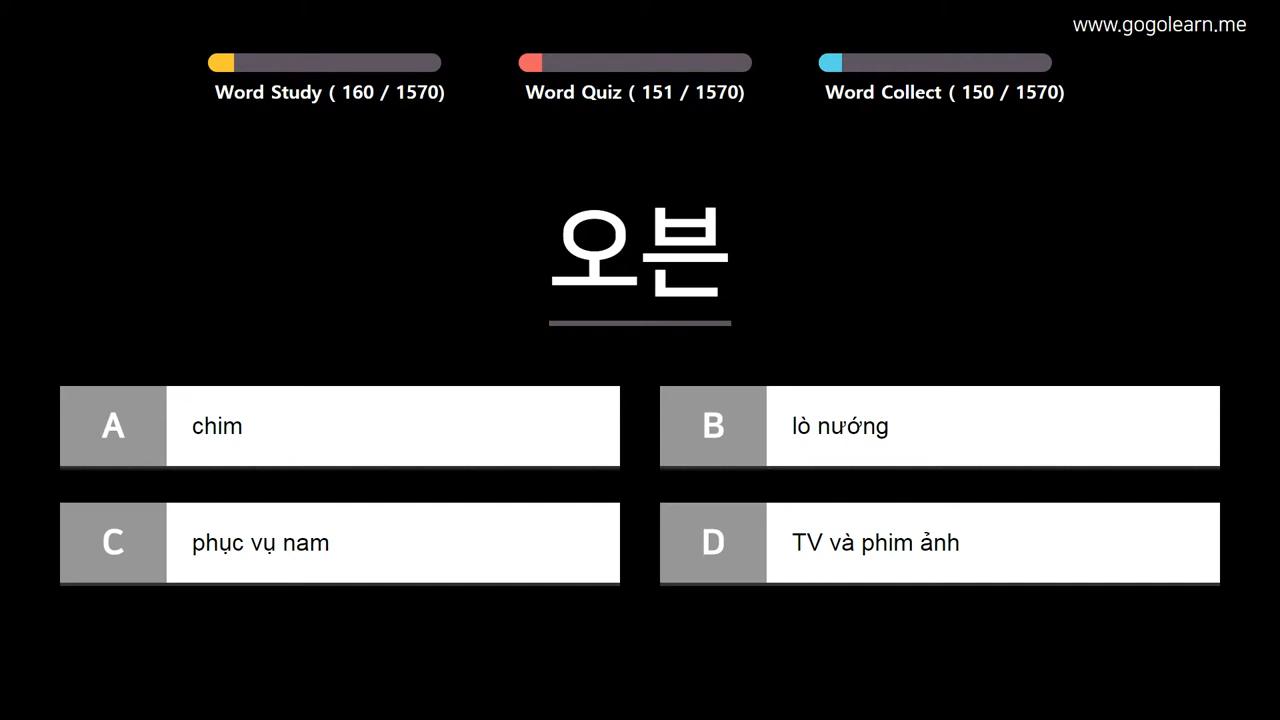 www.gogolearn.me
Word Study ( 160 / 1570)
Word Quiz ( 151 / 1570)
Word Collect ( 150 / 1570)
오븐
A chim
B lò nướng
C phục vụ nam
D TV và phim ảnh